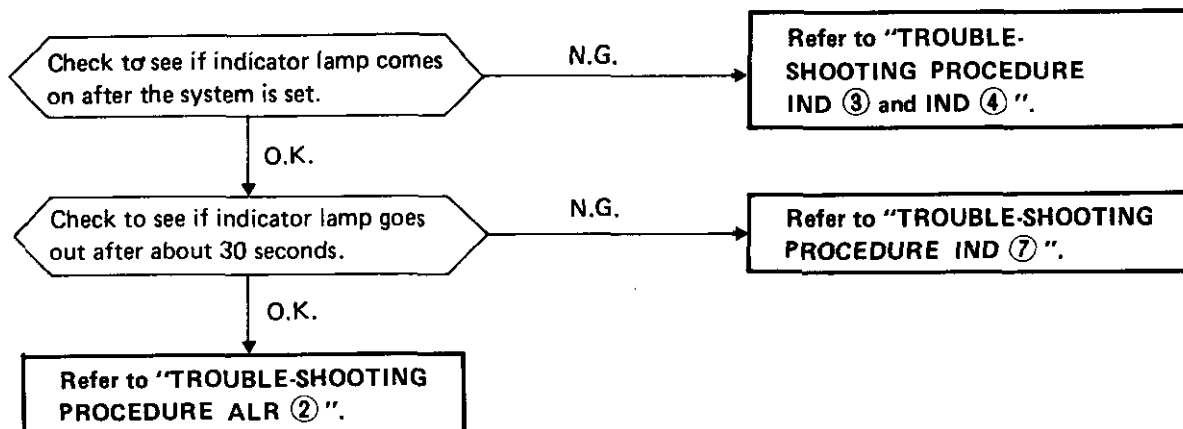 Check to see if indicator lamp comes
on after the system is set.
N.G.
Refer to "TROUBLE-
SHOOTING PROCEDURE
IND ③ and IND ④ ".
O.K.
Check to see if indicator lamp goes
out after about 30 seconds.
N.G.
Refer to "TROUBLE-SHOOTING
PROCEDURE IND ⑦ ".
O.K.
Refer to "TROUBLE-SHOOTING
PROCEDURE ALR ② ".